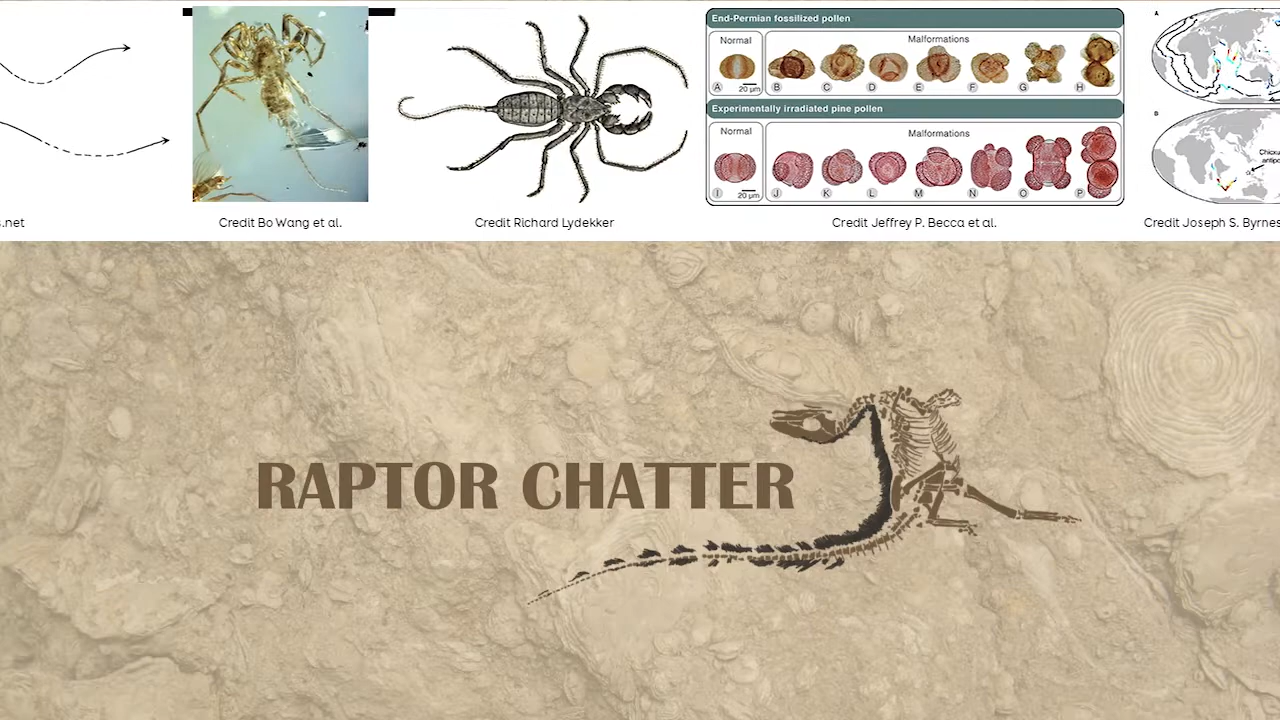 End-Permian fossilized pollen
Normal
Malformations
20 µm
A B C D E F G H
Experimentally irradiated pine pollen
Normal
Malformations
20 µm
I J K L M N O P
A
B
s.net
Credit Bo Wang et al.
Credit Richard Lydekker
Credit Jeffrey P. Becca et al.
Credit Joseph S. Byrnes
RAPTOR CHATTER